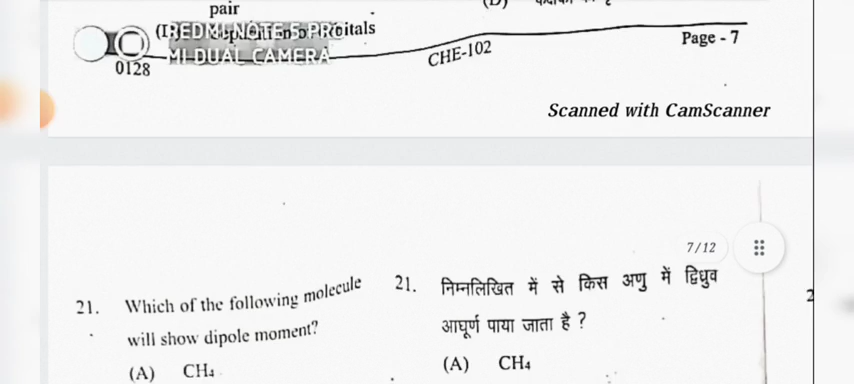 pair
(D)
REDMI NOTE 5 PRO
MI DUAL CAMERA
0128
CHE-102
Page - 7
Scanned with CamScanner
7/12
21. Which of the following molecule
will show dipole moment?
(A) CH₄
21. निम्नलिखित में से किस अणु में द्विध्रुव
आघूर्ण पाया जाता है ?
(A) CH₄
2